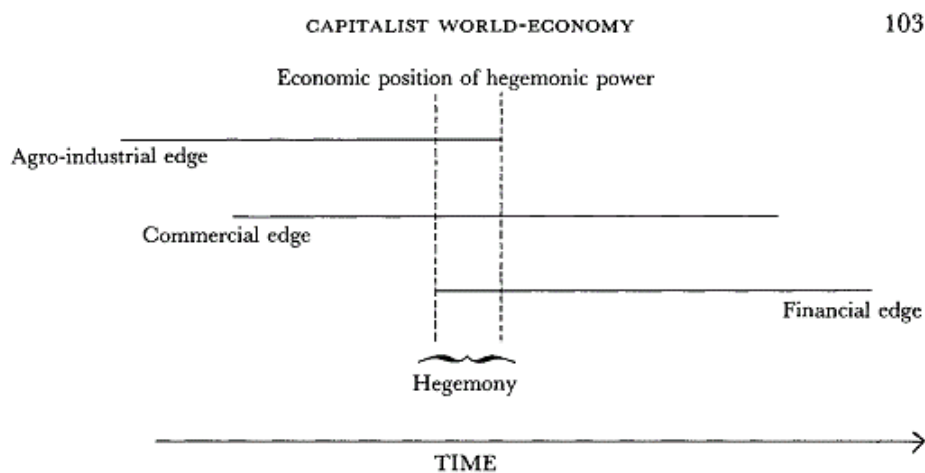 CAPITALIST WORLD-ECONOMY 103
Economic position of hegemonic power
Agro-industrial edge
Commercial edge
Financial edge
Hegemony
TIME